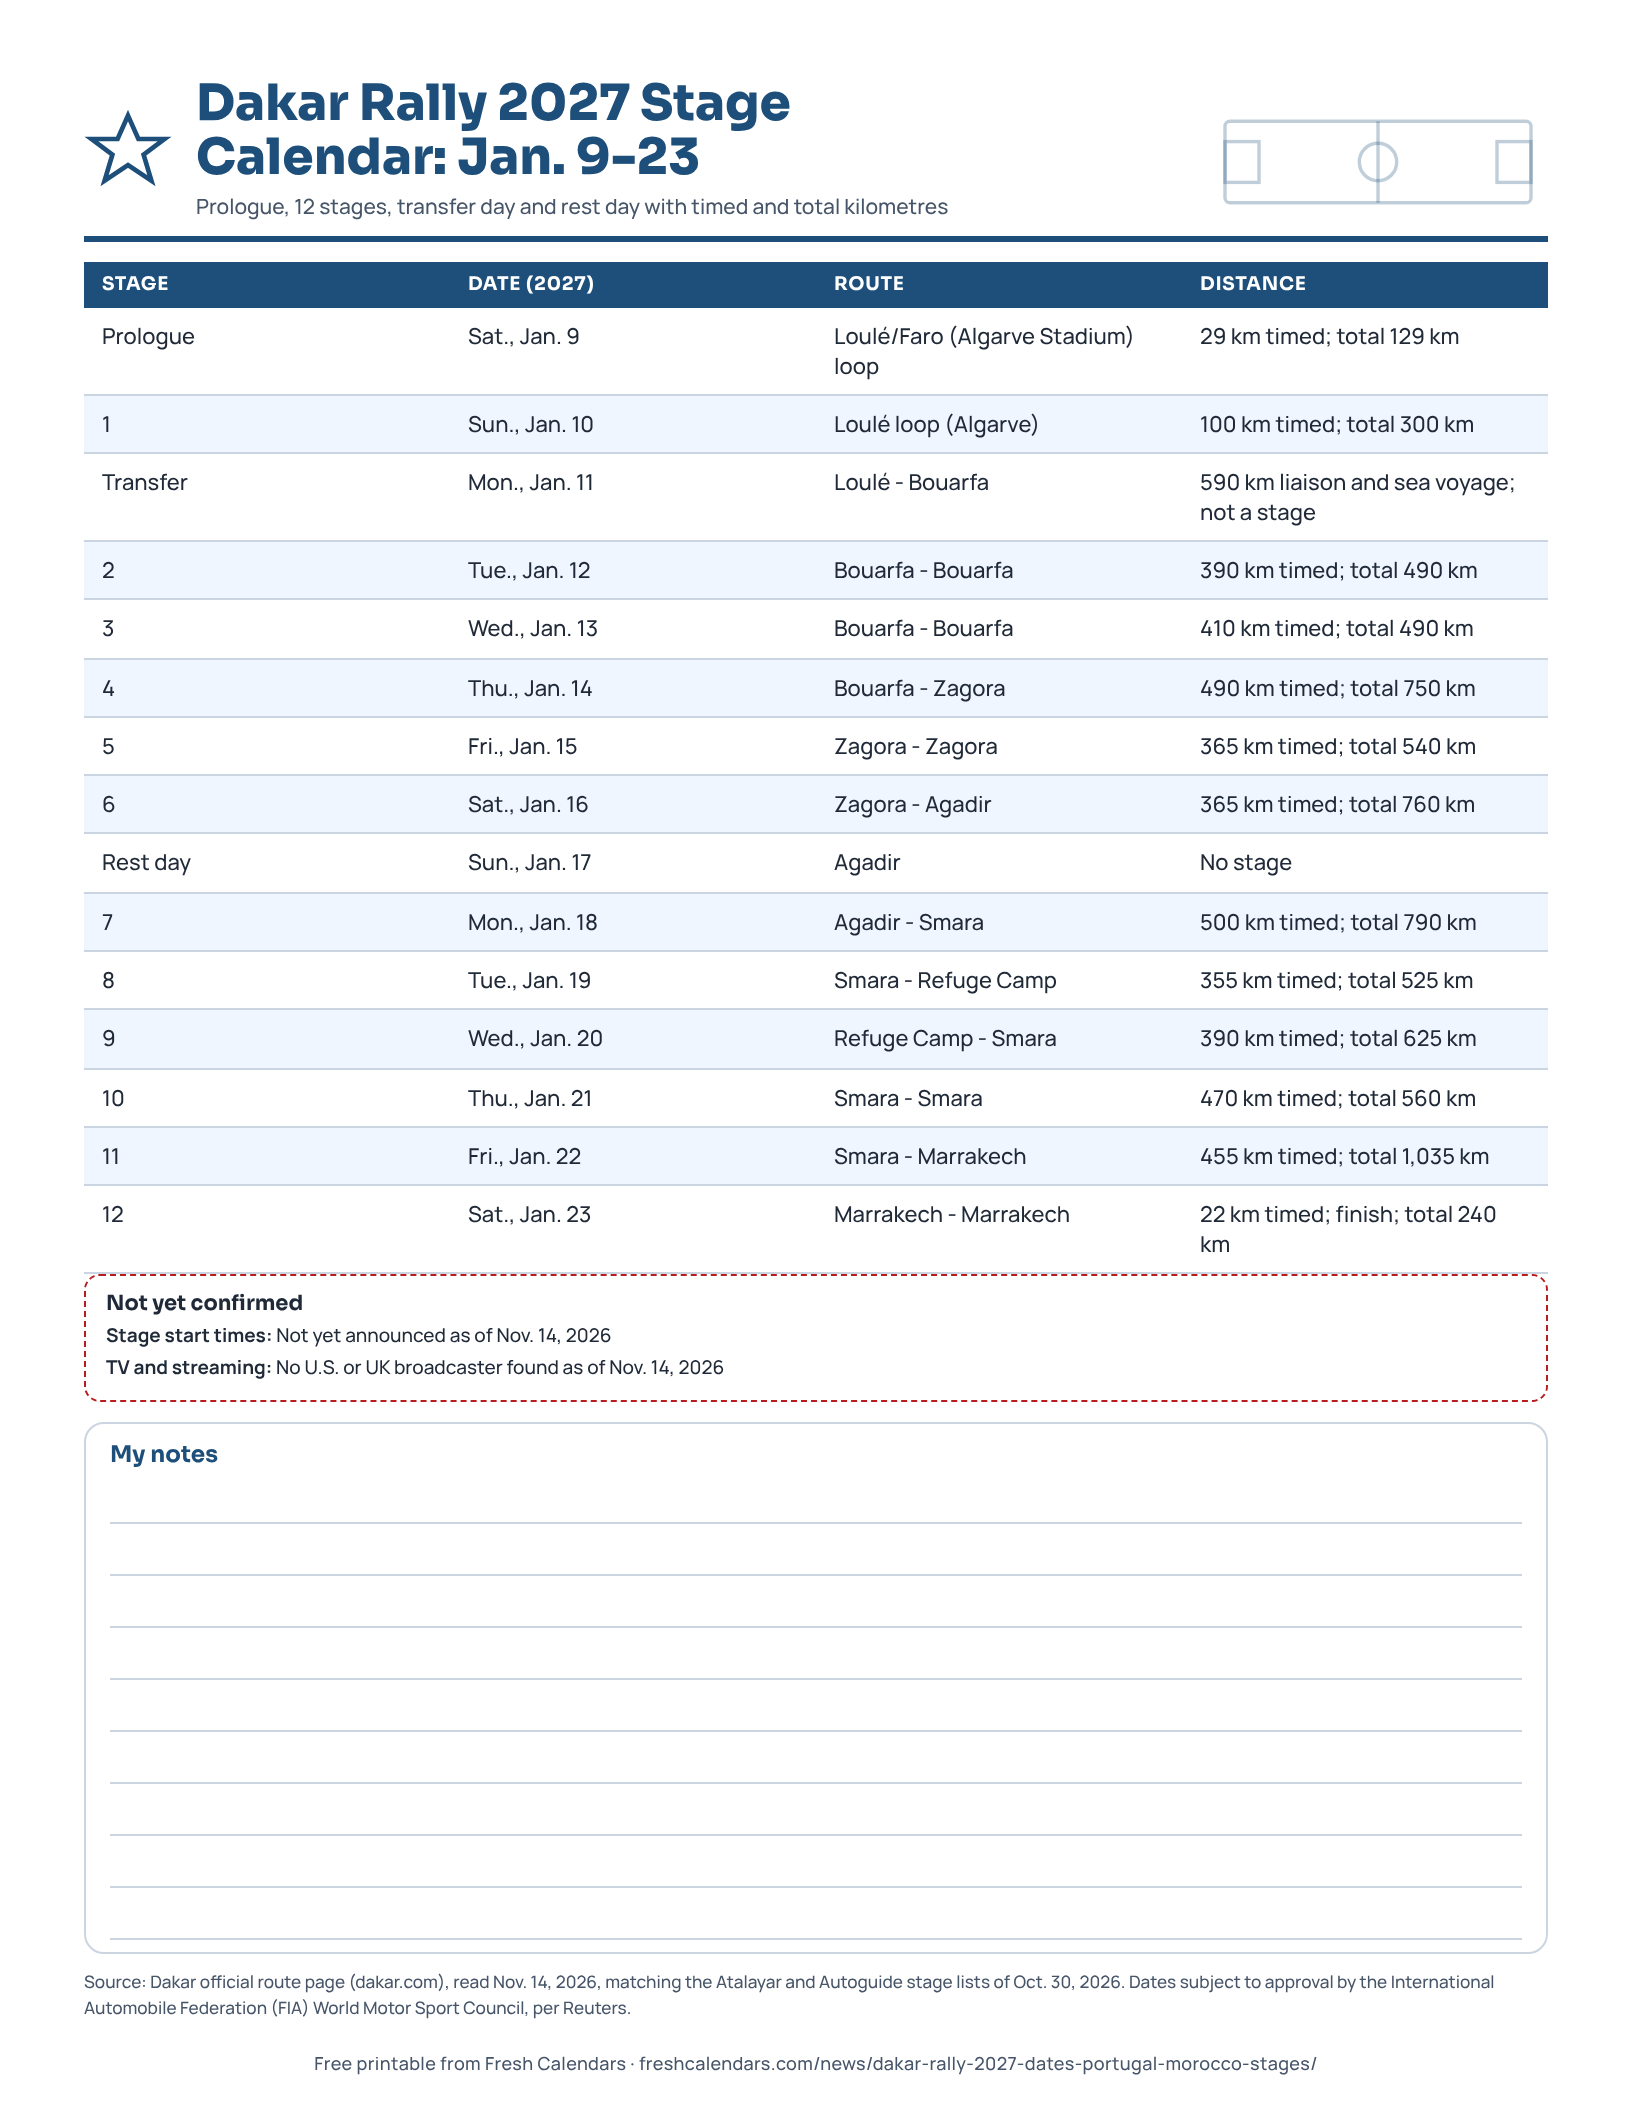 Dakar Rally 2027 Stage
Calendar: Jan. 9–23
Prologue, 12 stages, transfer day and rest day with timed and total kilometres
STAGE DATE (2027) ROUTE DISTANCE
Prologue Sat., Jan. 9 Loulé/Faro (Algarve Stadium) 29 km timed; total 129 km
loop
1 Sun., Jan. 10 Loulé loop (Algarve) 100 km timed; total 300 km
Transfer Mon., Jan. 11 Loulé - Bouarfa 590 km liaison and sea voyage;
not a stage
2 Tue., Jan. 12 Bouarfa - Bouarfa 390 km timed; total 490 km
3 Wed., Jan. 13 Bouarfa - Bouarfa 410 km timed; total 490 km
4 Thu., Jan. 14 Bouarfa - Zagora 490 km timed; total 750 km
5 Fri., Jan. 15 Zagora - Zagora 365 km timed; total 540 km
6 Sat., Jan. 16 Zagora - Agadir 365 km timed; total 760 km
Rest day Sun., Jan. 17 Agadir No stage
7 Mon., Jan. 18 Agadir - Smara 500 km timed; total 790 km
8 Tue., Jan. 19 Smara - Refuge Camp 355 km timed; total 525 km
9 Wed., Jan. 20 Refuge Camp - Smara 390 km timed; total 625 km
10 Thu., Jan. 21 Smara - Smara 470 km timed; total 560 km
11 Fri., Jan. 22 Smara - Marrakech 455 km timed; total 1,035 km
12 Sat., Jan. 23 Marrakech - Marrakech 22 km timed; finish; total 240
km
Not yet confirmed
Stage start times: Not yet announced as of Nov. 14, 2026
TV and streaming: No U.S. or UK broadcaster found as of Nov. 14, 2026
My notes
Source: Dakar official route page (dakar.com), read Nov. 14, 2026, matching the Atalayar and Autoguide stage lists of Oct. 30, 2026. Dates subject to approval by the International
Automobile Federation (FIA) World Motor Sport Council, per Reuters.
Free printable from Fresh Calendars · freshcalendars.com/news/dakar-rally-2027-dates-portugal-morocco-stages/